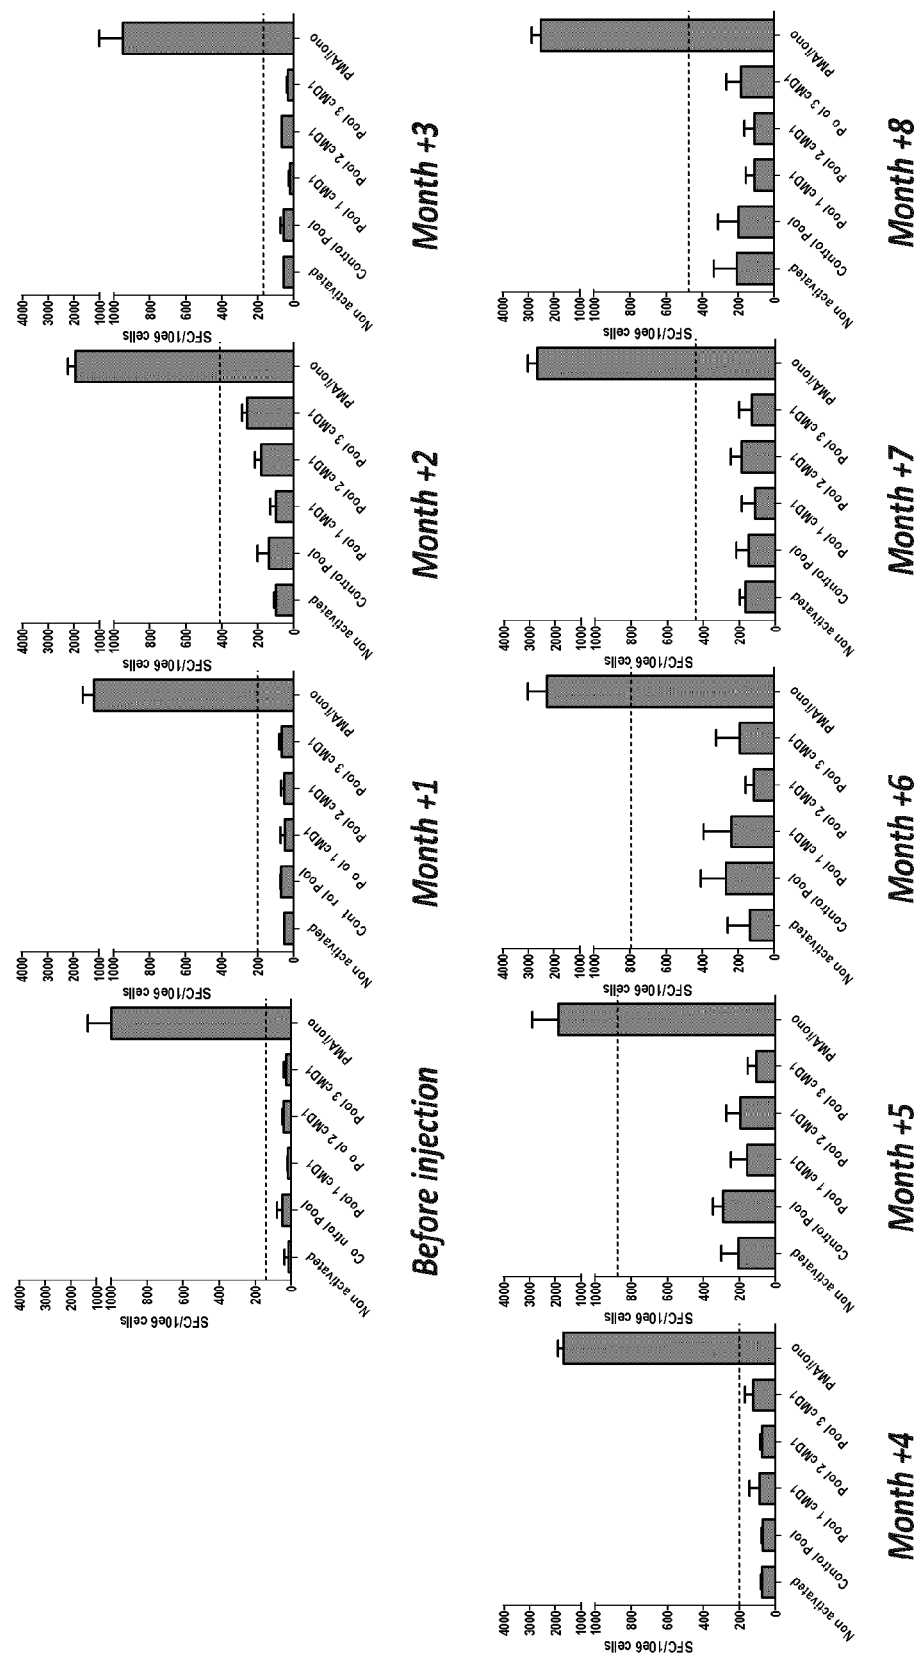 SFC/10e6 cells
4000
3000
2000
1000
1000
800
600
400
200
0
Non activated
Co ntrol Pool
Pool 1 cMD1
Po ol 2 cMD1
Pool 3 cMD1
PMA/iono
Before injection
SFC/10e6 cells
4000
3000
2000
1000
1000
800
600
400
200
0
Non activated
Cont rol Pool
Po ol 1 cMD1
Pool 2 cMD1
Pool 3 cMD1
PMA/iono
Month +1
SFC/10e6 cells
4000
3000
2000
1000
1000
800
600
400
200
0
Non activated
Control Pool
Pool 1 cMD1
Pool 2 cMD1
Pool 3 cMD1
PMA/iono
Month +2
SFC/10e6 cells
4000
3000
2000
1000
1000
800
600
400
200
0
Non activated
Control Pool
Pool 1 cMD1
Pool 2 cMD1
Pool 3 cMD1
PMA/iono
Month +3
SFC/10e6 cells
4000
3000
2000
1000
1000
800
600
400
200
0
Non activated
Control Pool
Pool 1 cMD1
Pool 2 cMD1
Pool 3 cMD1
PMA/iono
Month +4
SFC/10e6 cells
4000
3000
2000
1000
1000
800
600
400
200
0
Non activated
Control Pool
Pool 1 cMD1
Pool 2 cMD1
Pool 3 cMD1
PMA/iono
Month +5
SFC/10e6 cells
4000
3000
2000
1000
1000
800
600
400
200
0
Non activated
Control Pool
Pool 1 cMD1
Pool 2 cMD1
Pool 3 cMD1
PMA/iono
Month +6
SFC/10e6 cells
4000
3000
2000
1000
1000
800
600
400
200
0
Non activated
Control Pool
Pool 1 cMD1
Pool 2 cMD1
Pool 3 cMD1
PMA/iono
Month +7
SFC/10e6 cells
4000
3000
2000
1000
1000
800
600
400
200
0
Non activated
Control Pool
Pool 1 cMD1
Pool 2 cMD1
Po ol 3 cMD1
PMA/iono
Month +8